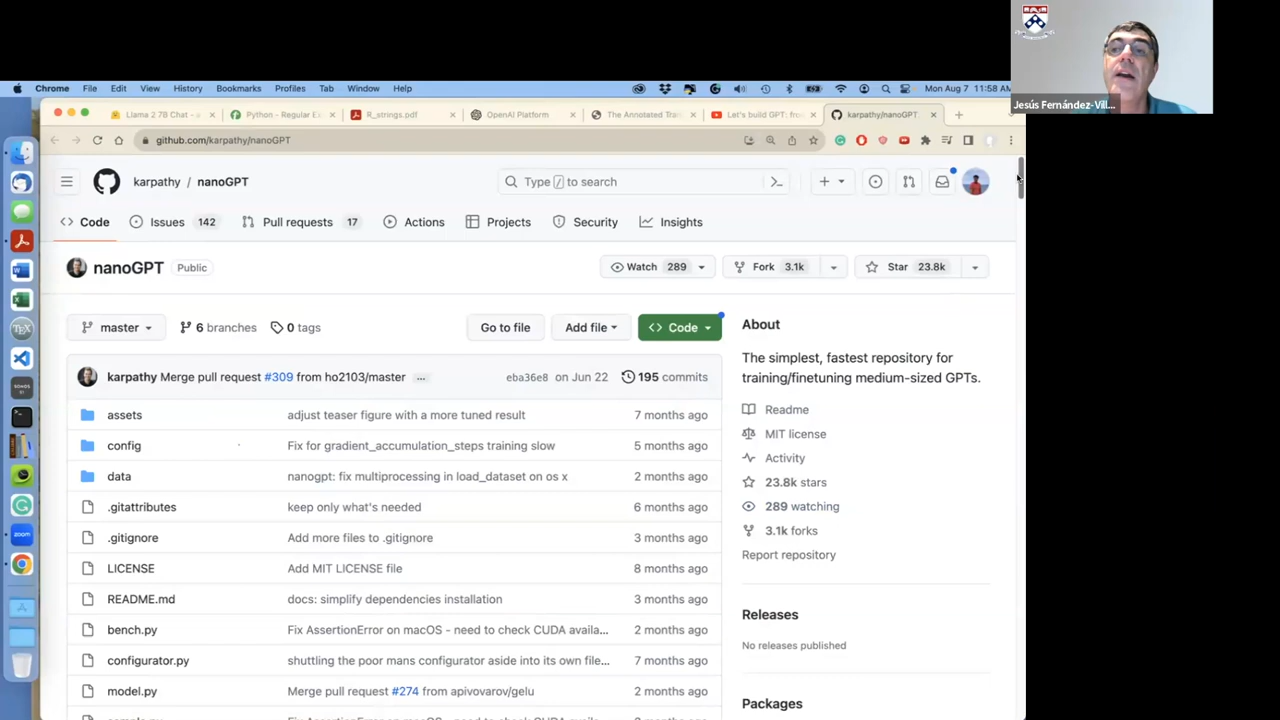 Jesús Fernández-Vill...
Chrome File Edit View History Bookmarks Profiles Tab Window Help Mon Aug 7 11:58 AM
Llama 2 7B Chat - a Python - Regular Ex R_strings.pdf OpenAI Platform The Annotated Tran Let's build GPT: from karpathy/nanoGPT
github.com/karpathy/nanoGPT
karpathy / nanoGPT Type / to search
Code Issues 142 Pull requests 17 Actions Projects Security Insights
nanoGPT Public Watch 289 Fork 3.1k Star 23.8k
master 6 branches 0 tags Go to file Add file Code
karpathy Merge pull request #309 from ho2103/master ... eba36e8 on Jun 22 195 commits
assets adjust teaser figure with a more tuned result 7 months ago
config Fix for gradient_accumulation_steps training slow 5 months ago
data nanogpt: fix multiprocessing in load_dataset on os x 2 months ago
.gitattributes keep only what's needed 6 months ago
.gitignore Add more files to .gitignore 3 months ago
LICENSE Add MIT LICENSE file 8 months ago
README.md docs: simplify dependencies installation 3 months ago
bench.py Fix AssertionError on macOS - need to check CUDA availa... 2 months ago
configurator.py shuttling the poor mans configurator aside into its own file... 7 months ago
model.py Merge pull request #274 from apivovarov/gelu 2 months ago
About
The simplest, fastest repository for
training/finetuning medium-sized GPTs.
Readme
MIT license
Activity
23.8k stars
289 watching
3.1k forks
Report repository
Releases
No releases published
Packages